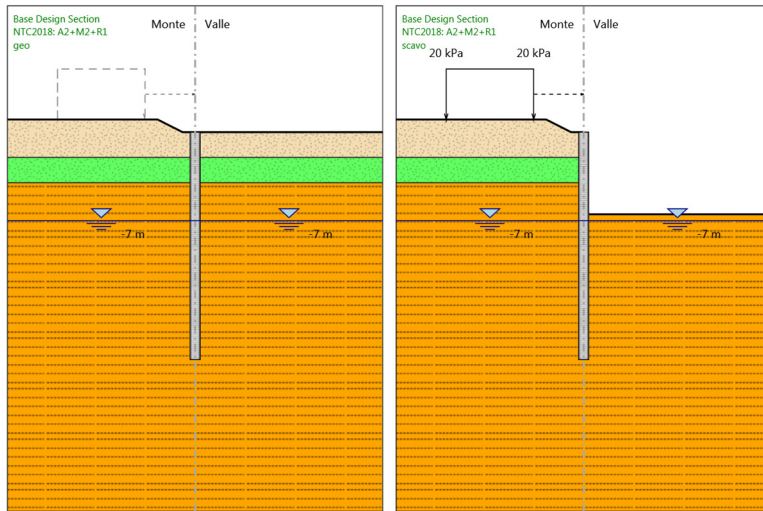 Base Design Section
NTC2018: A2+M2+R1
geo
Monte
Valle
-7 m
-7 m
Base Design Section
NTC2018: A2+M2+R1
scavo
Monte
Valle
20 kPa
20 kPa
-7 m
-7 m